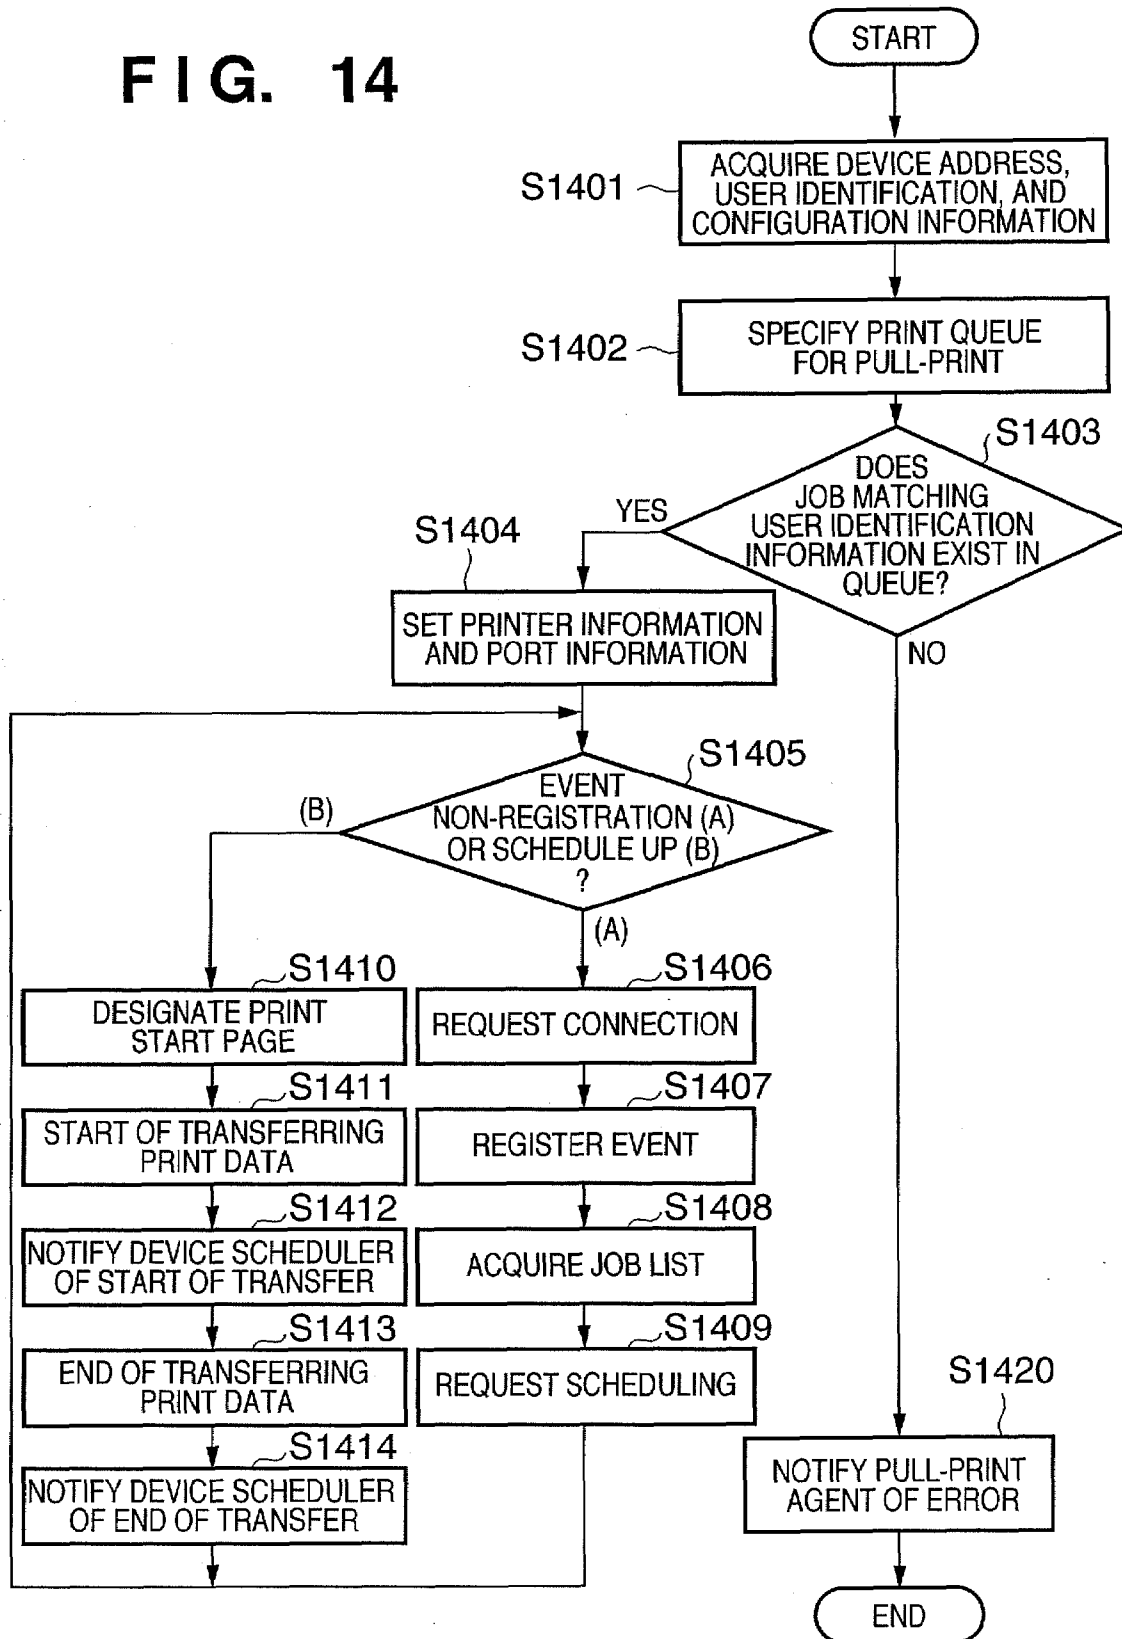 FIG. 14
START
S1401
ACQUIRE DEVICE ADDRESS,
USER IDENTIFICATION, AND
CONFIGURATION INFORMATION
S1402
SPECIFY PRINT QUEUE
FOR PULL-PRINT
S1403
DOES
JOB MATCHING
USER IDENTIFICATION
INFORMATION EXIST IN
QUEUE?
YES
NO
S1404
SET PRINTER INFORMATION
AND PORT INFORMATION
S1405
EVENT
NON-REGISTRATION (A)
OR SCHEDULE UP (B)
?
(B)
(A)
S1410
DESIGNATE PRINT
START PAGE
S1411
START OF TRANSFERRING
PRINT DATA
S1412
NOTIFY DEVICE SCHEDULER
OF START OF TRANSFER
S1413
END OF TRANSFERRING
PRINT DATA
S1414
NOTIFY DEVICE SCHEDULER
OF END OF TRANSFER
S1406
REQUEST CONNECTION
S1407
REGISTER EVENT
S1408
ACQUIRE JOB LIST
S1409
REQUEST SCHEDULING
S1420
NOTIFY PULL-PRINT
AGENT OF ERROR
END